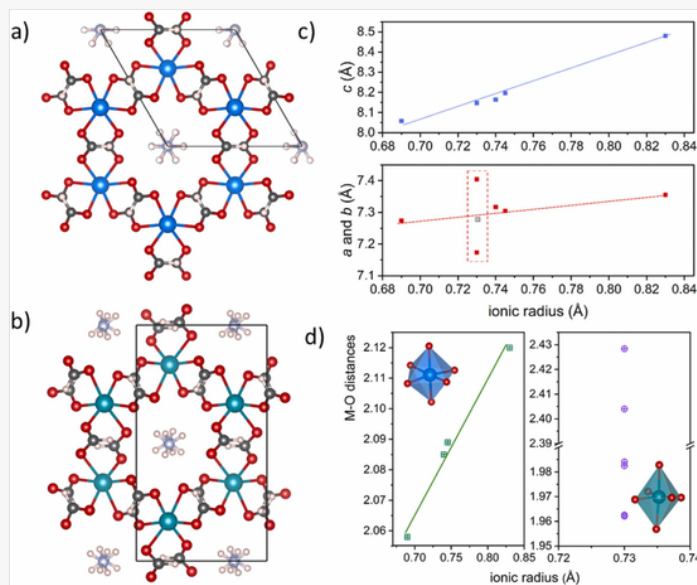 a)
b)
c)
c (Å)
8.5
8.4
8.3
8.2
8.1
8.0
0.68 0.70 0.72 0.74 0.76 0.78 0.80 0.82 0.84
a and b (Å)
7.4
7.3
7.2
7.1
0.68 0.70 0.72 0.74 0.76 0.78 0.80 0.82 0.84
ionic radius (Å)
d)
M-O distances
2.12
2.11
2.10
2.09
2.08
2.07
2.06
0.70 0.75 0.80 0.85
2.43
2.42
2.41
2.40
2.39
1.98
1.97
1.96
1.95
0.72 0.73 0.74
ionic radius (Å)